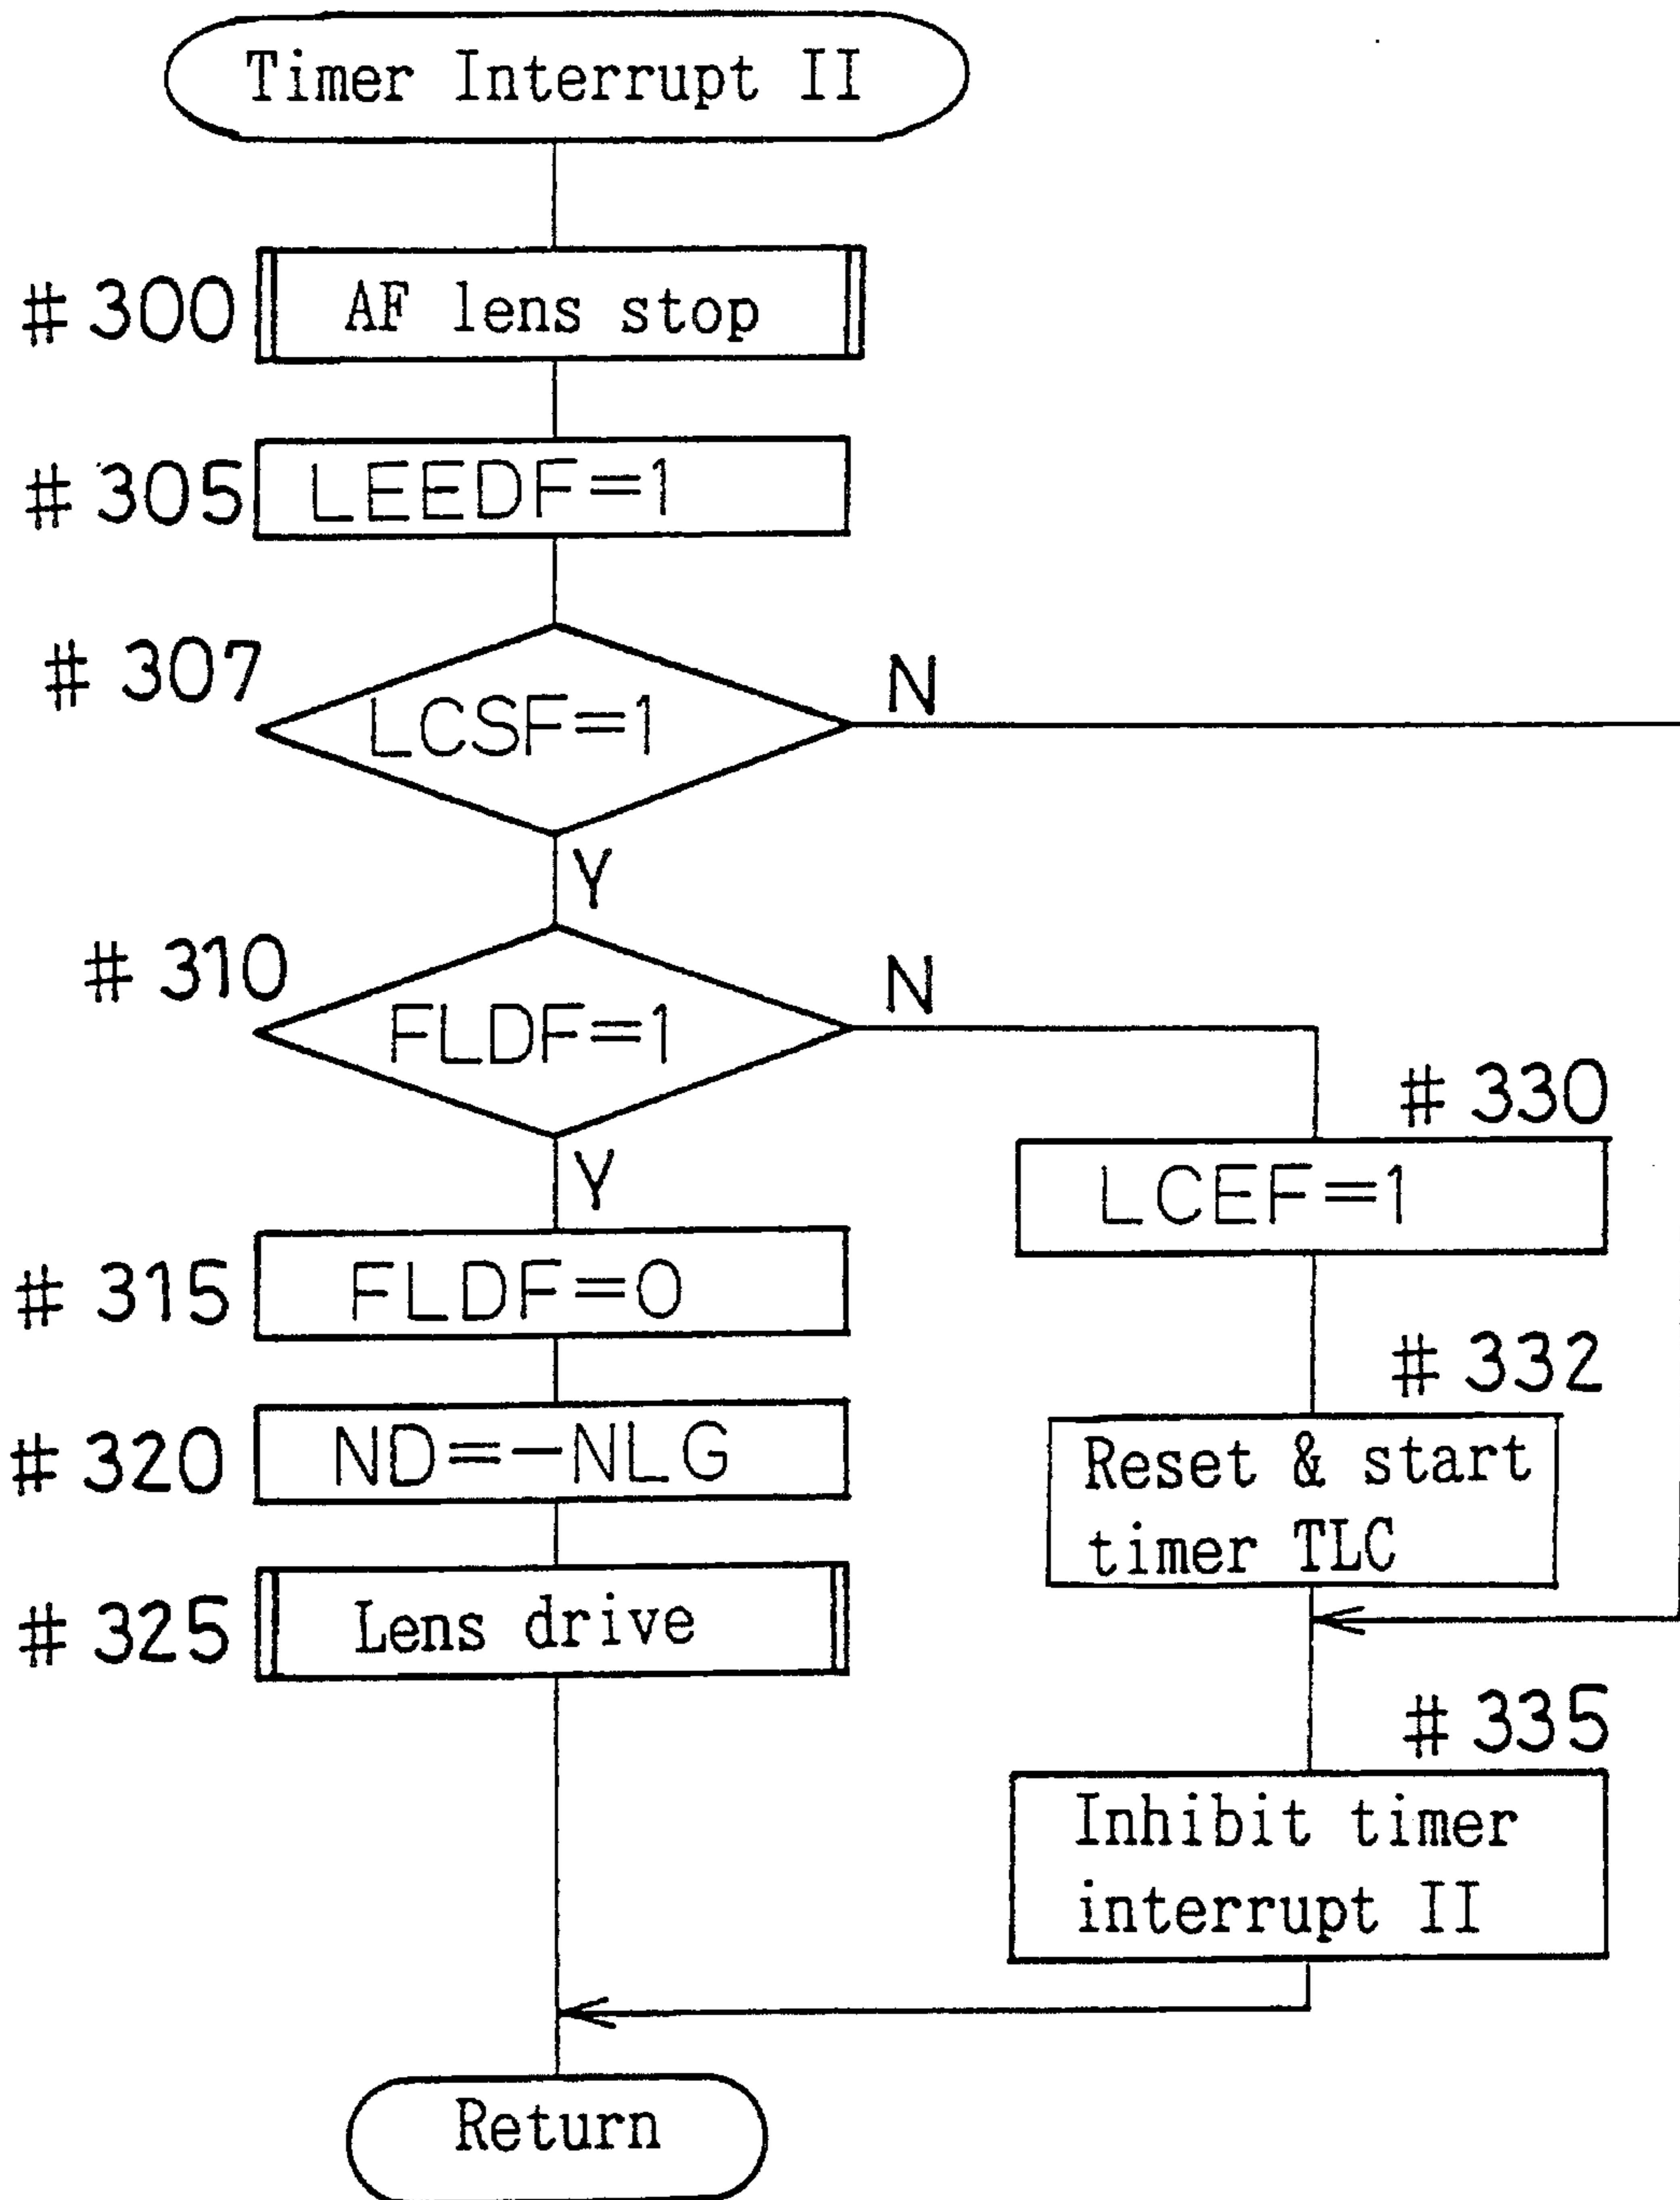 Timer Interrupt II
# 300
AF lens stop
# 305
LEEDF=1
# 307
LCSF=1
N
Y
# 310
FLDF=1
N
Y
# 330
LCEF=1
# 315
FLDF=0
# 332
Reset & start
timer TLC
# 320
ND=-NLG
# 325
Lens drive
# 335
Inhibit timer
interrupt II
Return